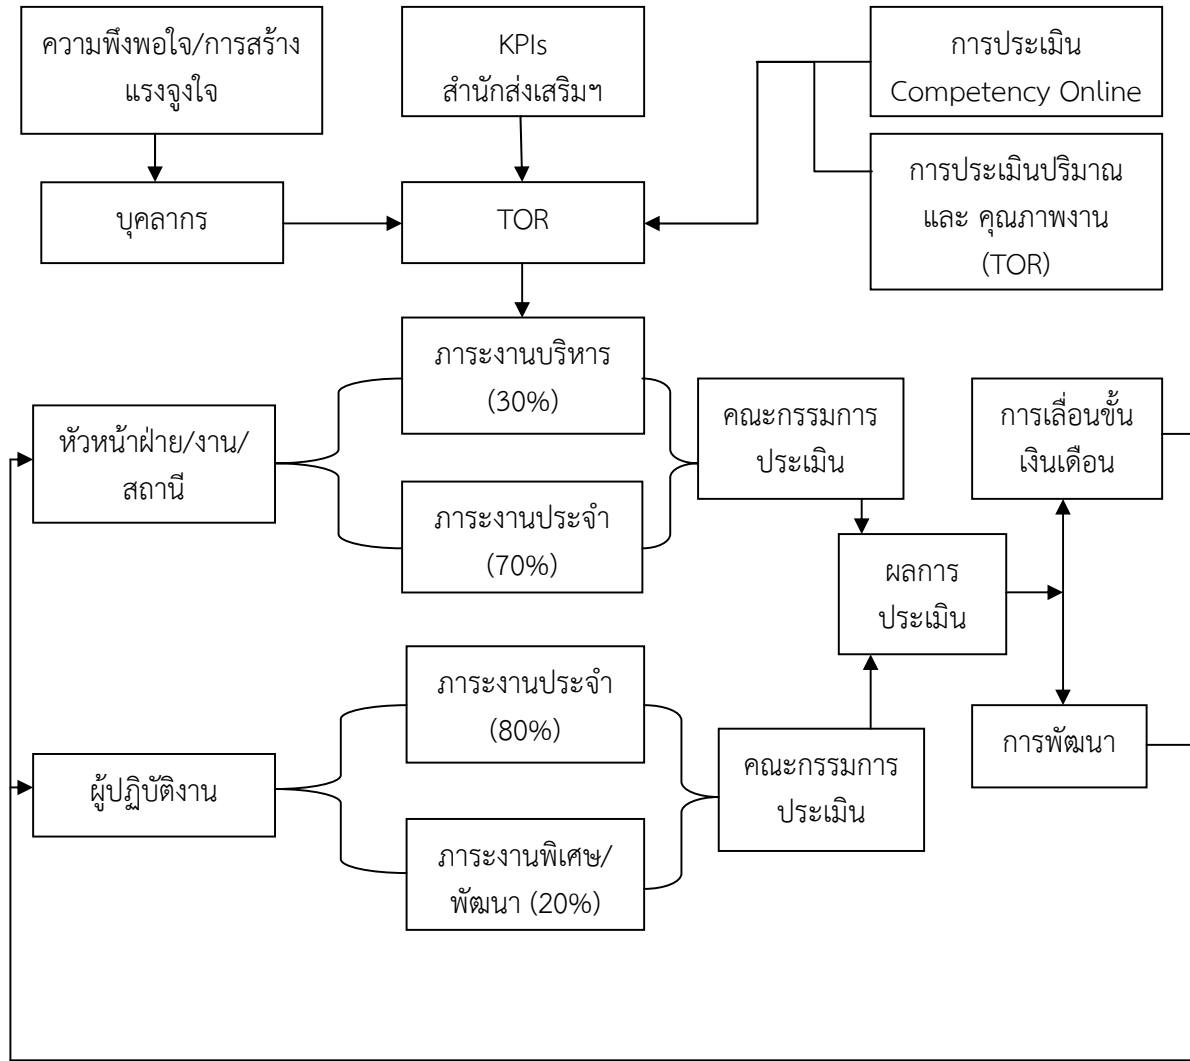 ความพึงพอใจ/การสร้าง
แรงจูงใจ
KPIs
สำนักส่งเสริมฯ
การประเมิน
Competency Online
บุคลากร
TOR
การประเมินปริมาณ
และ คุณภาพงาน
(TOR)
ภาระงานบริหาร
(30%)
หัวหน้าฝ่าย/งาน/
สถานี
ภาระงานประจำ
(70%)
คณะกรรมการ
ประเมิน
การเลื่อนขั้น
เงินเดือน
ผลการ
ประเมิน
ภาระงานประจำ
(80%)
ผู้ปฏิบัติงาน
ภาระงานพิเศษ/
พัฒนา (20%)
คณะกรรมการ
ประเมิน
การพัฒนา